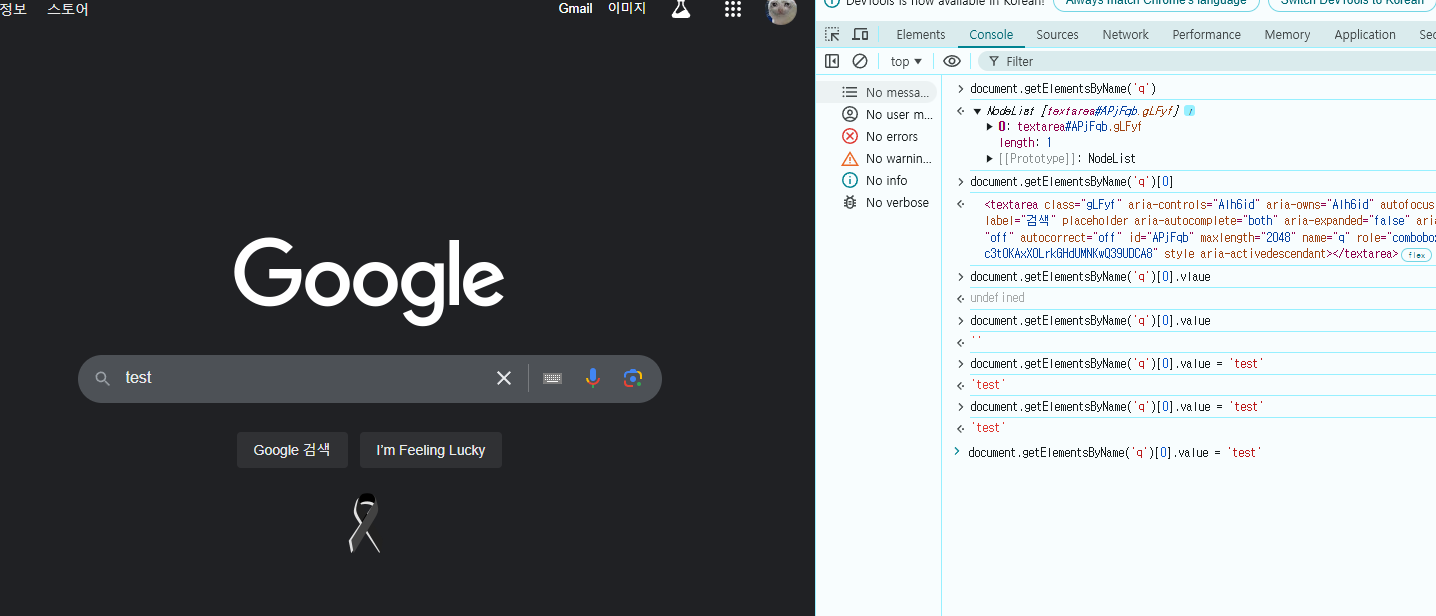 정보 스토어 Gmail 이미지
Google
test
Google 검색 I'm Feeling Lucky
DevTools is now available in Korean! Always match Chrome's language Switch DevTools to Korean
Elements Console Sources Network Performance Memory Application Sec
top ▼ Filter
No messa...
No user m...
No errors
No warnin...
No info
No verbose
document.getElementsByName('q')
NodeList [textarea#APjFqb.gLFyf] i
0: textarea#APjFqb.gLFyf
length: 1
[[Prototype]]: NodeList
document.getElementsByName('q')[0]
<textarea class="gLFyf" aria-controls="Alh6id" aria-owns="Alh6id" autofocus
label="검색" placeholder aria-autocomplete="both" aria-expanded="false" aria
"off" autocorrect="off" id="APjFqb" maxlength="2048" name="q" role="combobox
c3tOKAxXOLrkGHdUMNKwQ39UDCA8" style aria-activedescendant></textarea> flex
document.getElementsByName('q')[0].vlaue
undefined
document.getElementsByName('q')[0].value
''
document.getElementsByName('q')[0].value = 'test'
'test'
document.getElementsByName('q')[0].value = 'test'
'test'
document.getElementsByName('q')[0].value = 'test'